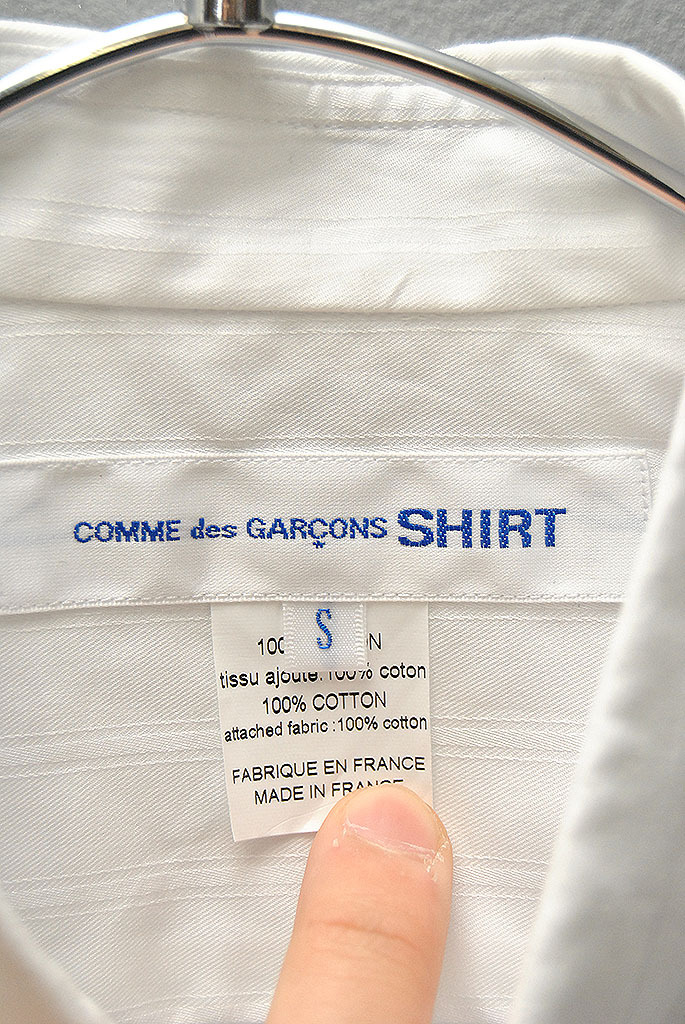 COMME des GARÇONS SHIRT
S
tissu ajoute: 100% coton
100% COTTON
attached fabric :100% cotton
FABRIQUE EN FRANCE
MADE IN FRANCE